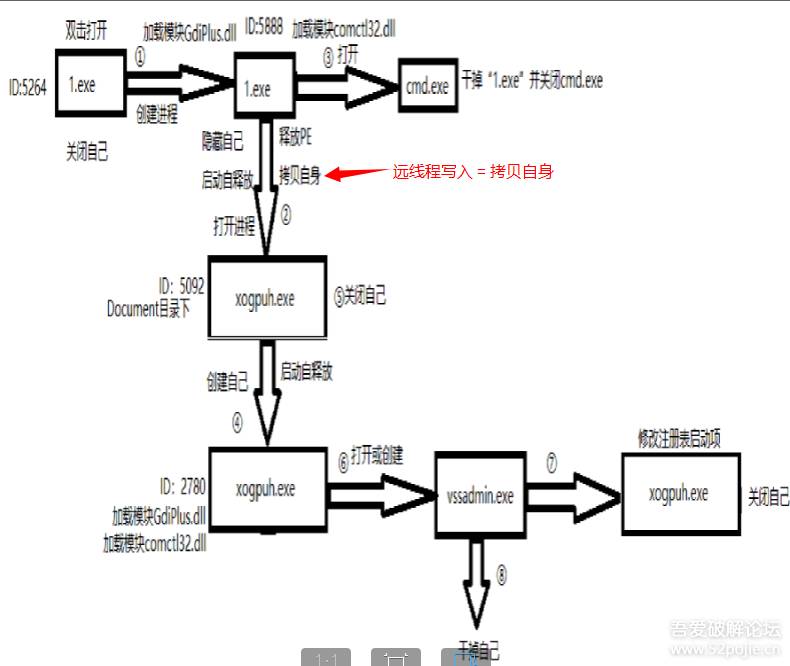 双击打开
加载模块GdiPlus.dll
ID:5888
加载模块comctl32.dll
①
③打开
ID:5264
1.exe
1.exe
cmd.exe
干掉“1.exe”并关闭cmd.exe
创建进程
关闭自己
隐藏自己
释放PE
启动自释放
拷贝自身
远线程写入 = 拷贝自身
②
打开进程
ID: 5092
Document目录下
xogpuh.exe
⑤关闭自己
创建自己
启动自释放
④
⑥打开或创建
⑦
修改注册表启动项
ID: 2780
xogpuh.exe
vssadmin.exe
xogpuh.exe
关闭自己
加载模块GdiPlus.dll
加载模块comctl32.dll
⑧
干掉自己
吾爱破解论坛
www.52pojie.cn
1:1